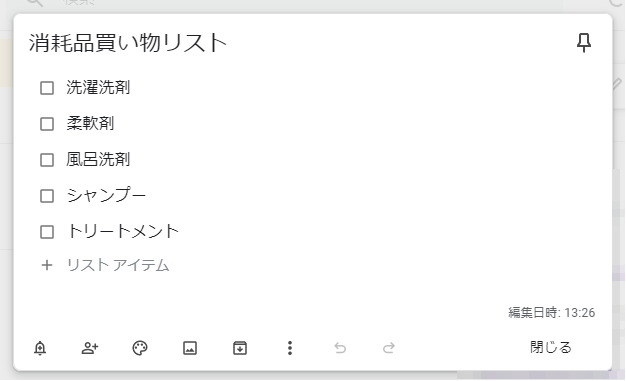 消耗品買い物リスト
洗濯洗剤
柔軟剤
風呂洗剤
シャンプー
トリートメント
リスト アイテム
編集日時: 13:26
閉じる